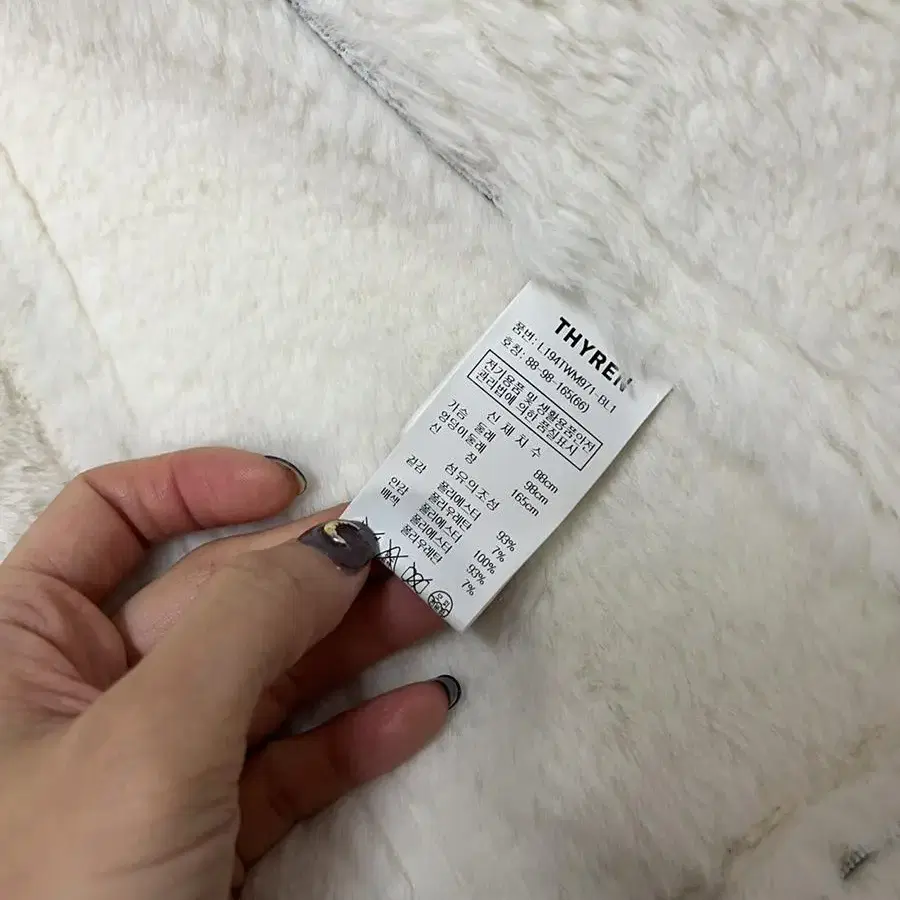 THYREN
품번: L194TWM971-BL1
호칭: 88-98-165(66)
전기용품 및 생활용품안전
관리법에 의한 품질표시
신 체 치 수
가슴 둘레 88cm
엉덩이둘레 98cm
신 장 165cm
섬유의조성
겉감 폴리에스터 93%
폴리우레탄 7%
안감 폴리에스터 100%
배색 폴리에스터 93%
폴리우레탄 7%